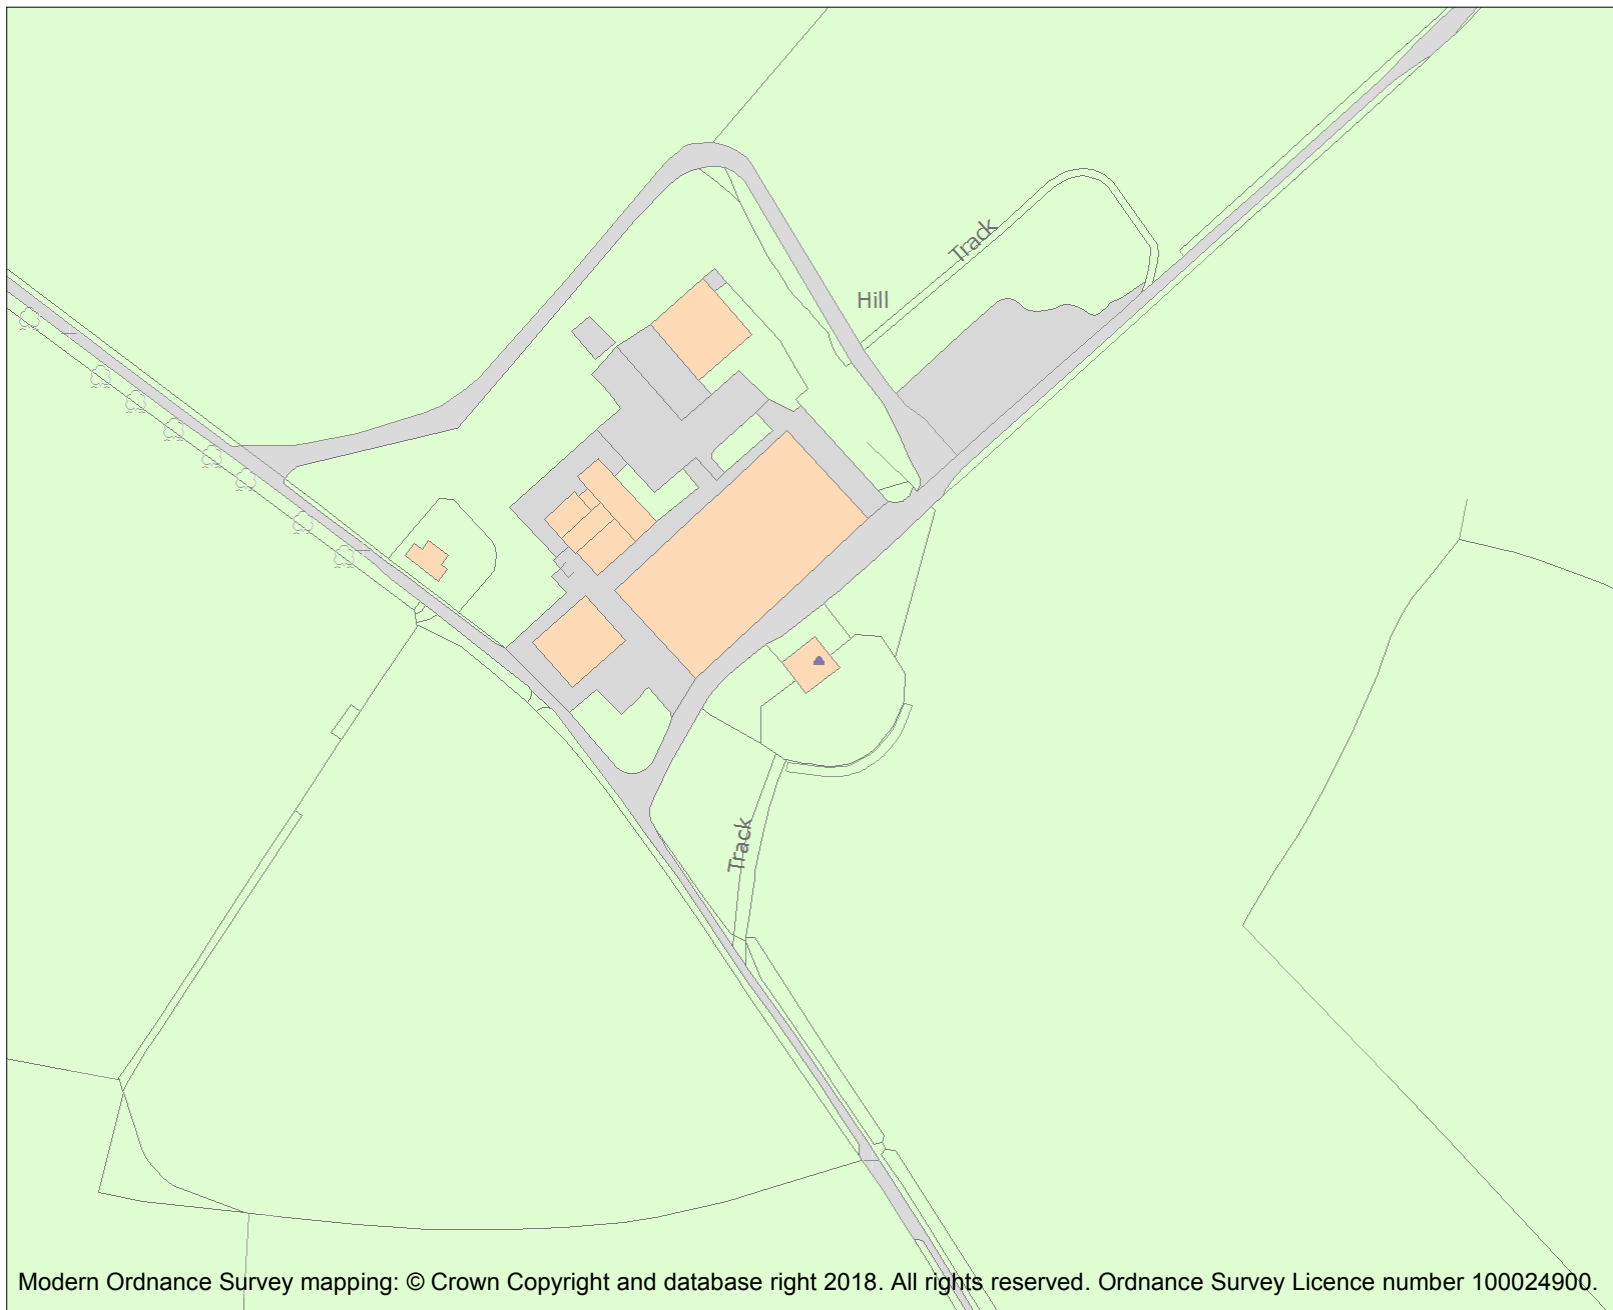 Track
Hill
Track
Modern Ordnance Survey mapping: © Crown Copyright and database right 2018. All rights reserved. Ordnance Survey Licence number 100024900.